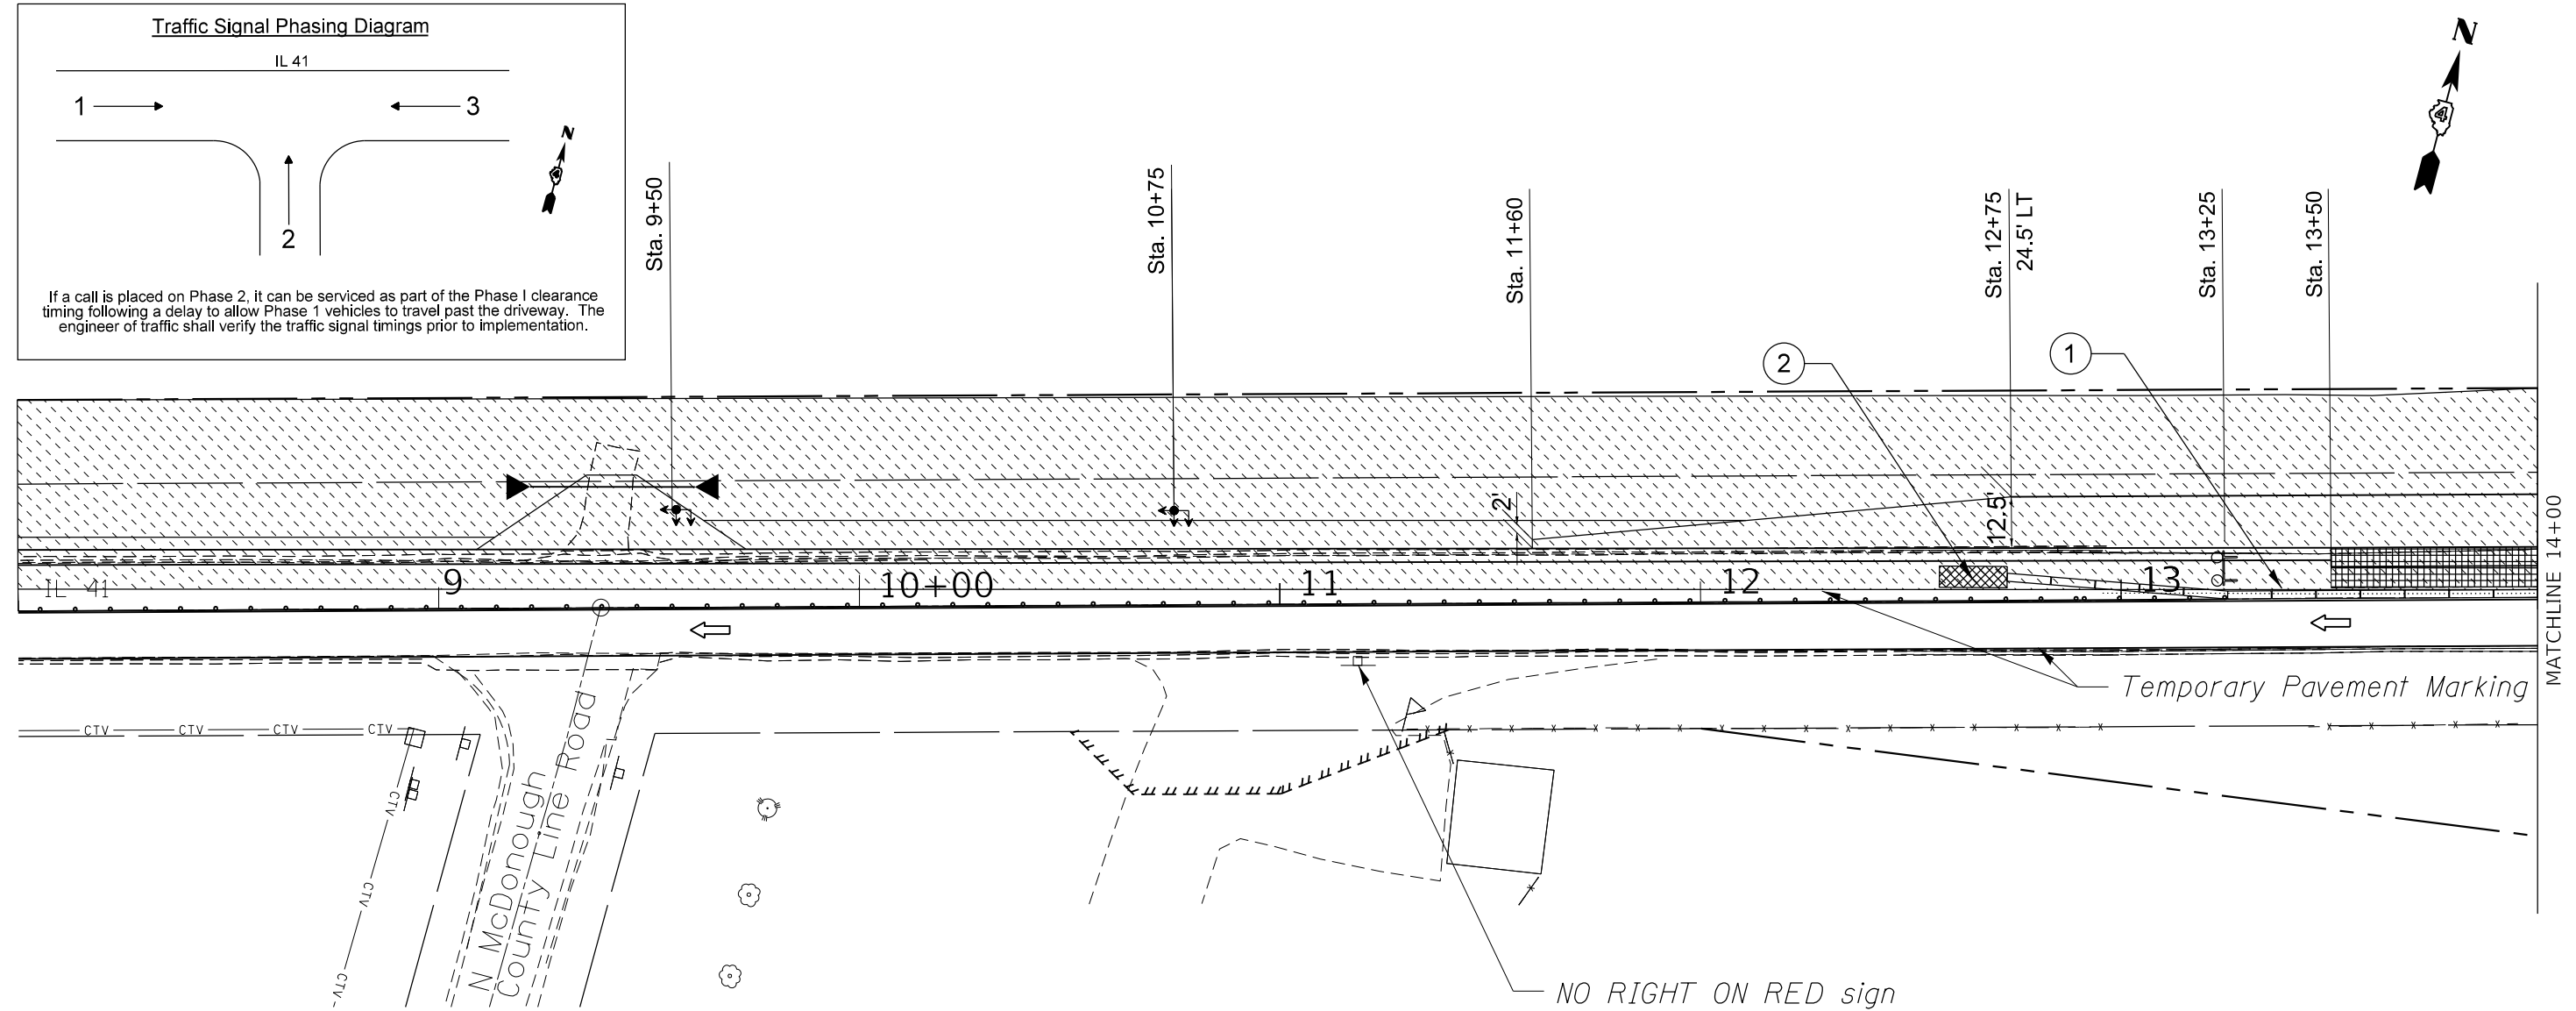 Traffic Signal Phasing Diagram
IL 41
1
3
2
N
4
If a call is placed on Phase 2, it can be serviced as part of the Phase I clearance
timing following a delay to allow Phase 1 vehicles to travel past the driveway. The
engineer of traffic shall verify the traffic signal timings prior to implementation.
N
4
Sta. 9+50
Sta. 10+75
Sta. 11+60
Sta. 12+75
24.5' LT
Sta. 13+25
Sta. 13+50
2
1
2'
12.5'
IL 41
9
10+00
11
12
13
MATCHLINE 14+00
Temporary Pavement Marking
CTV
CTV
CTV
CTV
CTV
CTV
CTV
N McDonough
County Line Road
NO RIGHT ON RED sign